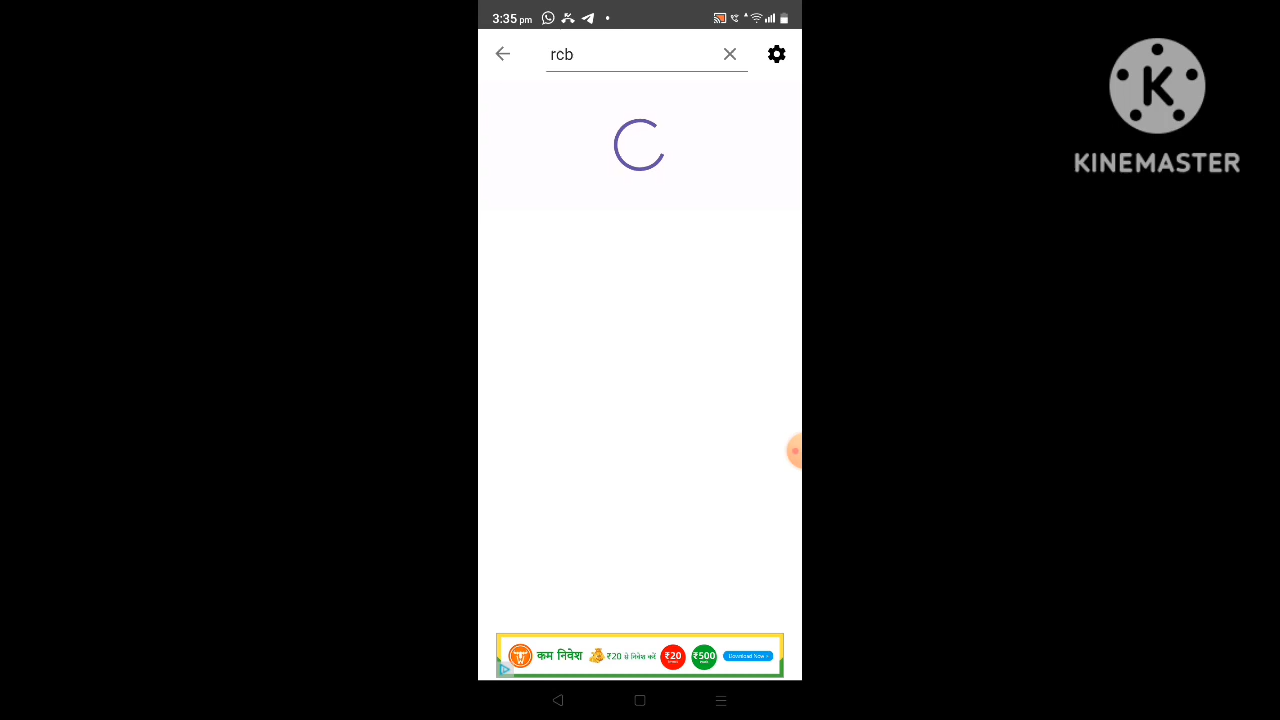 3:35 pm
rcb
K
KINEMASTER
कम निवेश ₹20 से निवेश करें ₹20 ₹500 Download Now >